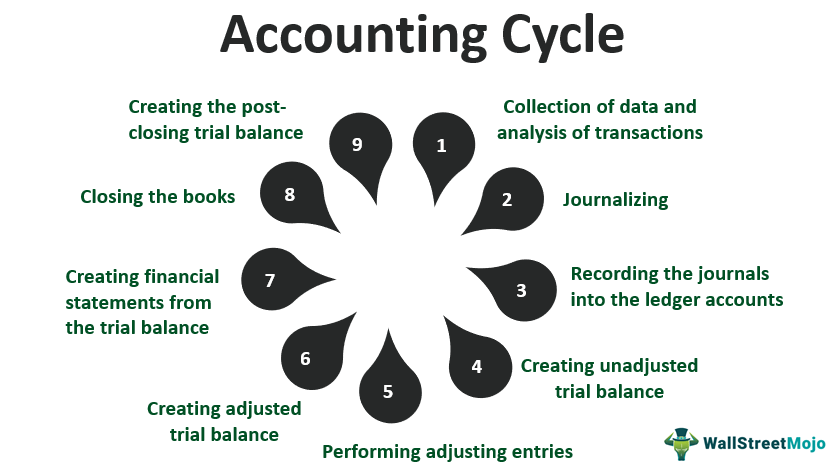 Accounting Cycle
1
Collection of data and
analysis of transactions
2
Journalizing
3
Recording the journals
into the ledger accounts
4
Creating unadjusted
trial balance
5
Performing adjusting entries
6
Creating adjusted
trial balance
7
Creating financial
statements from
the trial balance
8
Closing the books
9
Creating the post-
closing trial balance
WallStreetMojo